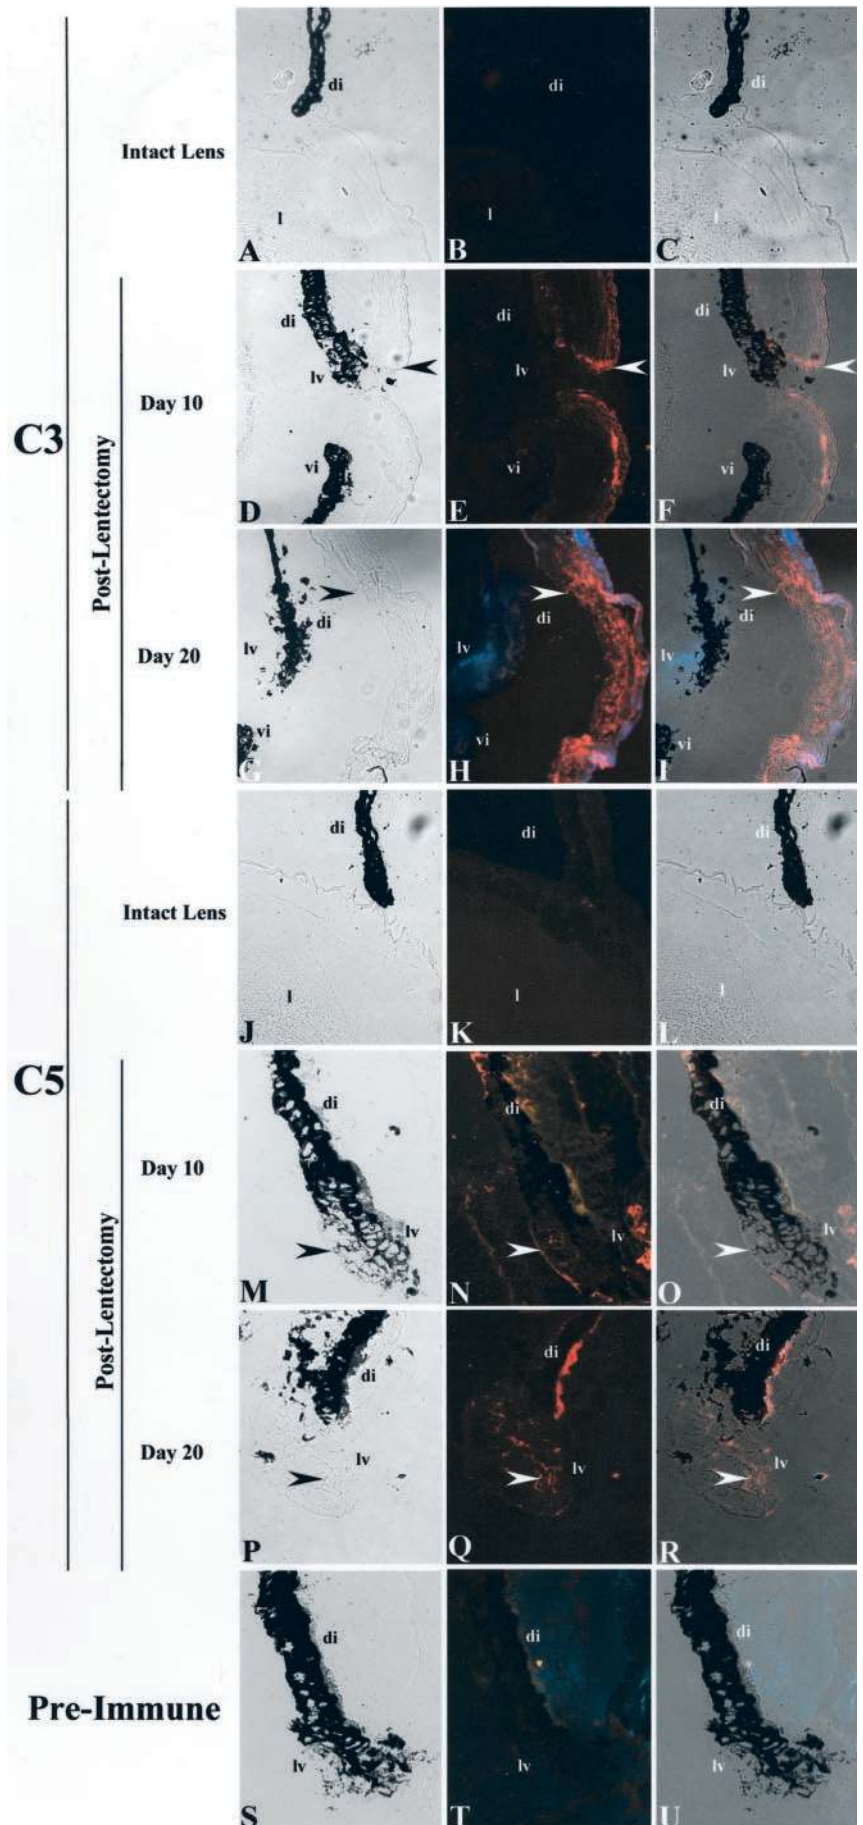 di
di
di
Intact Lens
l
l
l
A
B
C
C3
Post-Lentectomy
di
di
di
lv
lv
lv
Day 10
vi
vi
vi
D
E
F
di
di
di
Day 20
lv
lv
lv
vi
vi
vi
G
H
I
di
di
di
Intact Lens
l
l
l
J
K
L
C5
Post-Lentectomy
di
di
di
Day 10
lv
lv
lv
M
N
O
di
di
di
Day 20
lv
lv
lv
P
Q
R
di
di
di
Pre-Immune
lv
lv
lv
S
T
U